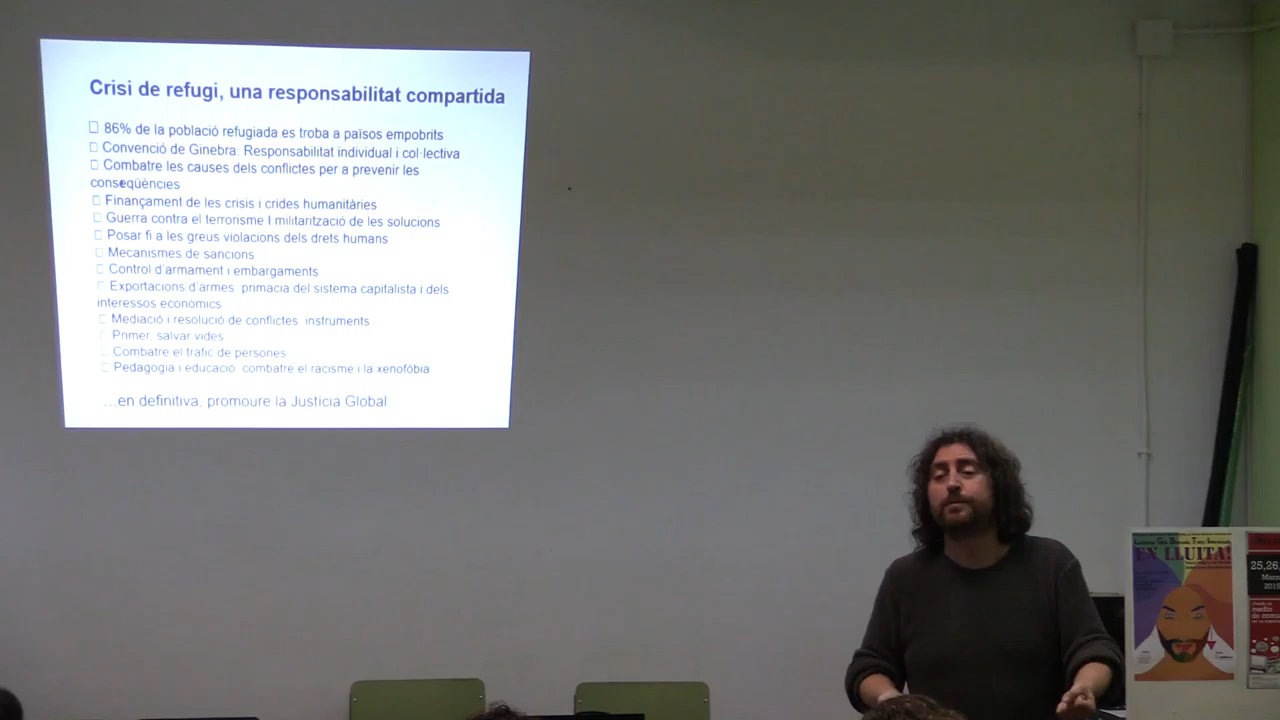 Crisi de refugi, una responsabilitat compartida
86% de la població refugiada es troba a països empobrits
Convenció de Ginebra: Responsabilitat individual i col·lectiva
Combatre les causes dels conflictes per a prevenir les
conseqüències
Finançament de les crisis i crides humanitàries
Guerra contra el terrorisme I militarització de les solucions
Posar fi a les greus violacions dels drets humans
Mecanismes de sancions
Control d'armament i embargaments
Exportacions d'armes primacia del sistema capitalista i dels
interessos econòmics
Mediació i resolució de conflictes instruments
Primer, salvar vides
Combatre el tràfic de persones
Pedagogia i educació combatre el racisme i la xenofòbia
...en definitiva, promoure la Justícia Global
EN LLUITA!
25,26,
2015
medio